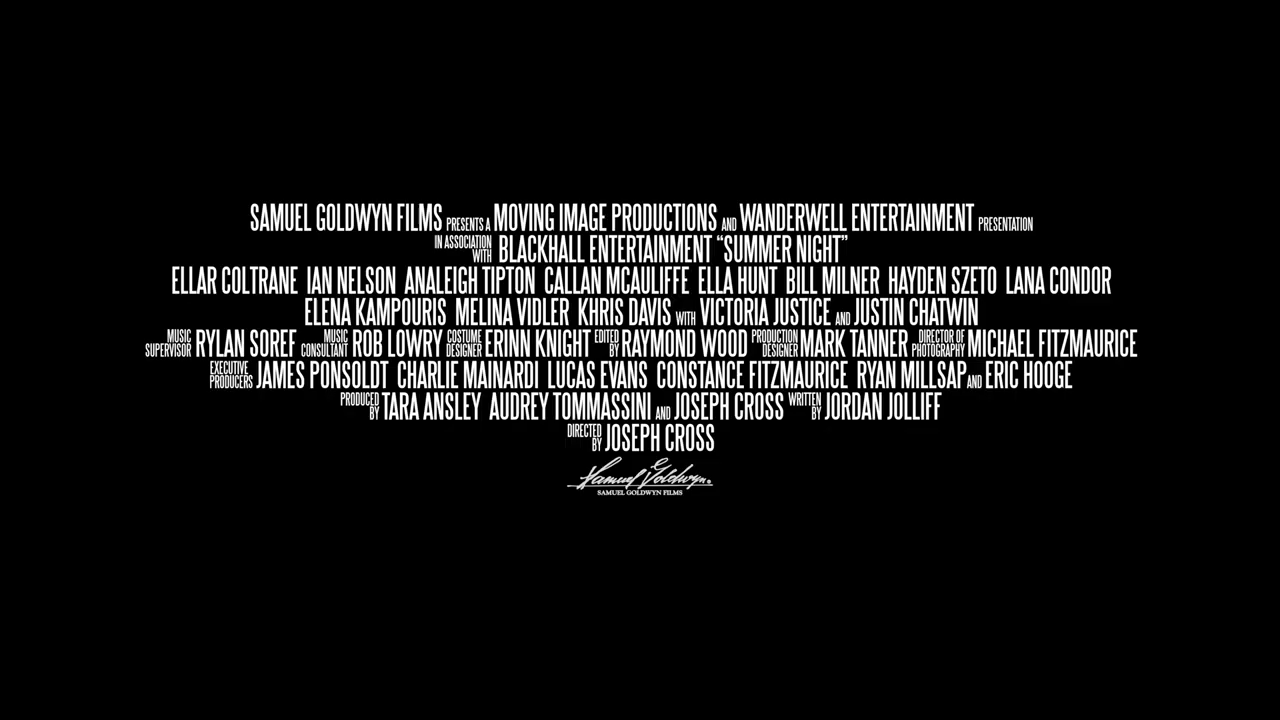 SAMUEL GOLDWYN FILMS PRESENTS A MOVING IMAGE PRODUCTIONS AND WANDERWELL ENTERTAINMENT PRESENTATION
IN ASSOCIATION WITH BLACKHALL ENTERTAINMENT “SUMMER NIGHT”
ELLAR COLTRANE IAN NELSON ANALEIGH TIPTON CALLAN MCAULIFFE ELLA HUNT BILL MILNER HAYDEN SZETO LANA CONDOR
ELENA KAMPOURIS MELINA VIDLER KHRIS DAVIS WITH VICTORIA JUSTICE AND JUSTIN CHATWIN
MUSIC SUPERVISOR RYLAN SOREF MUSIC CONSULTANT ROB LOWRY COSTUME DESIGNER ERINN KNIGHT EDITED BY RAYMOND WOOD PRODUCTION DESIGNER MARK TANNER DIRECTOR OF PHOTOGRAPHY MICHAEL FITZMAURICE
EXECUTIVE PRODUCERS JAMES PONSOLDT CHARLIE MAINARDI LUCAS EVANS CONSTANCE FITZMAURICE RYAN MILLSAP AND ERIC HOOGE
PRODUCED BY TARA ANSLEY AUDREY TOMMASSINI AND JOSEPH CROSS WRITTEN BY JORDAN JOLLIFF
DIRECTED BY JOSEPH CROSS
Samuel Goldwyn.
SAMUEL GOLDWYN FILMS